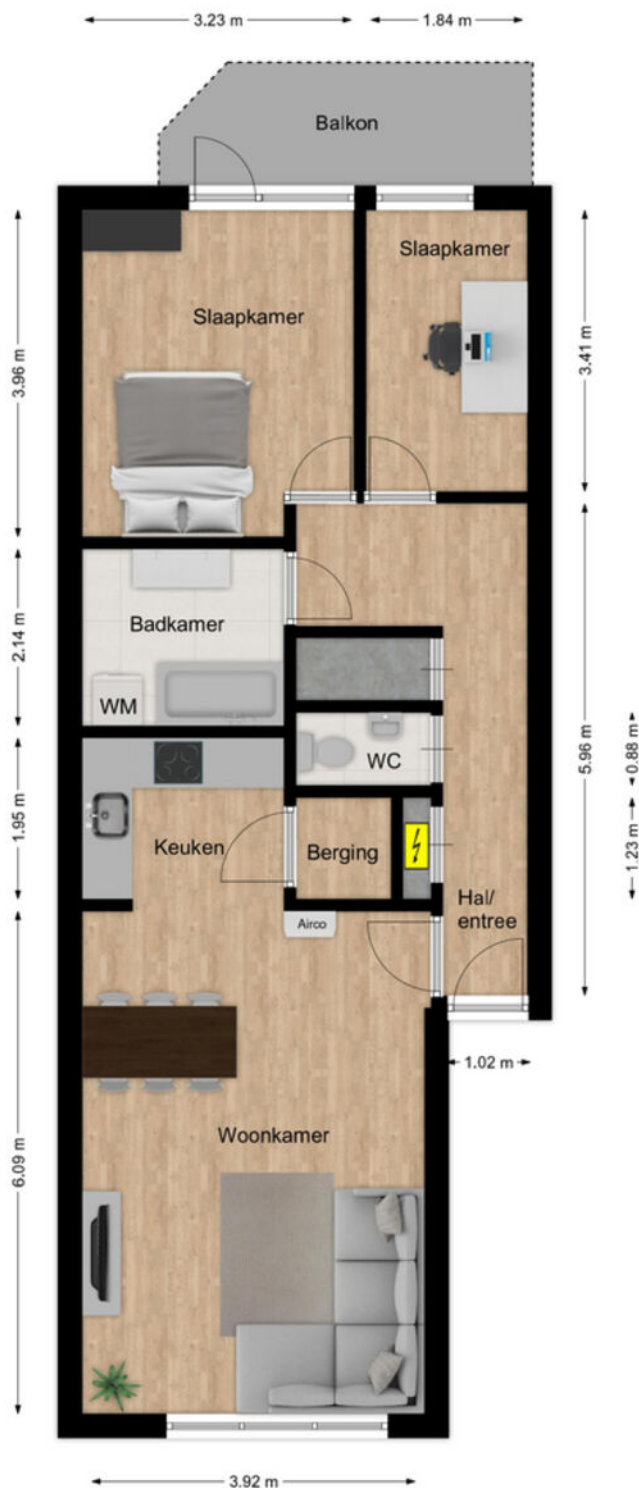 3.23 m
1.84 m
Balkon
Slaapkamer
Slaapkamer
3.96 m
3.41 m
Badkamer
WM
2.14 m
WC
5.96 m
0.88 m
Keuken
Berging
1.95 m
1.23 m
Hal/
entree
Airco
1.02 m
Woonkamer
6.09 m
3.92 m